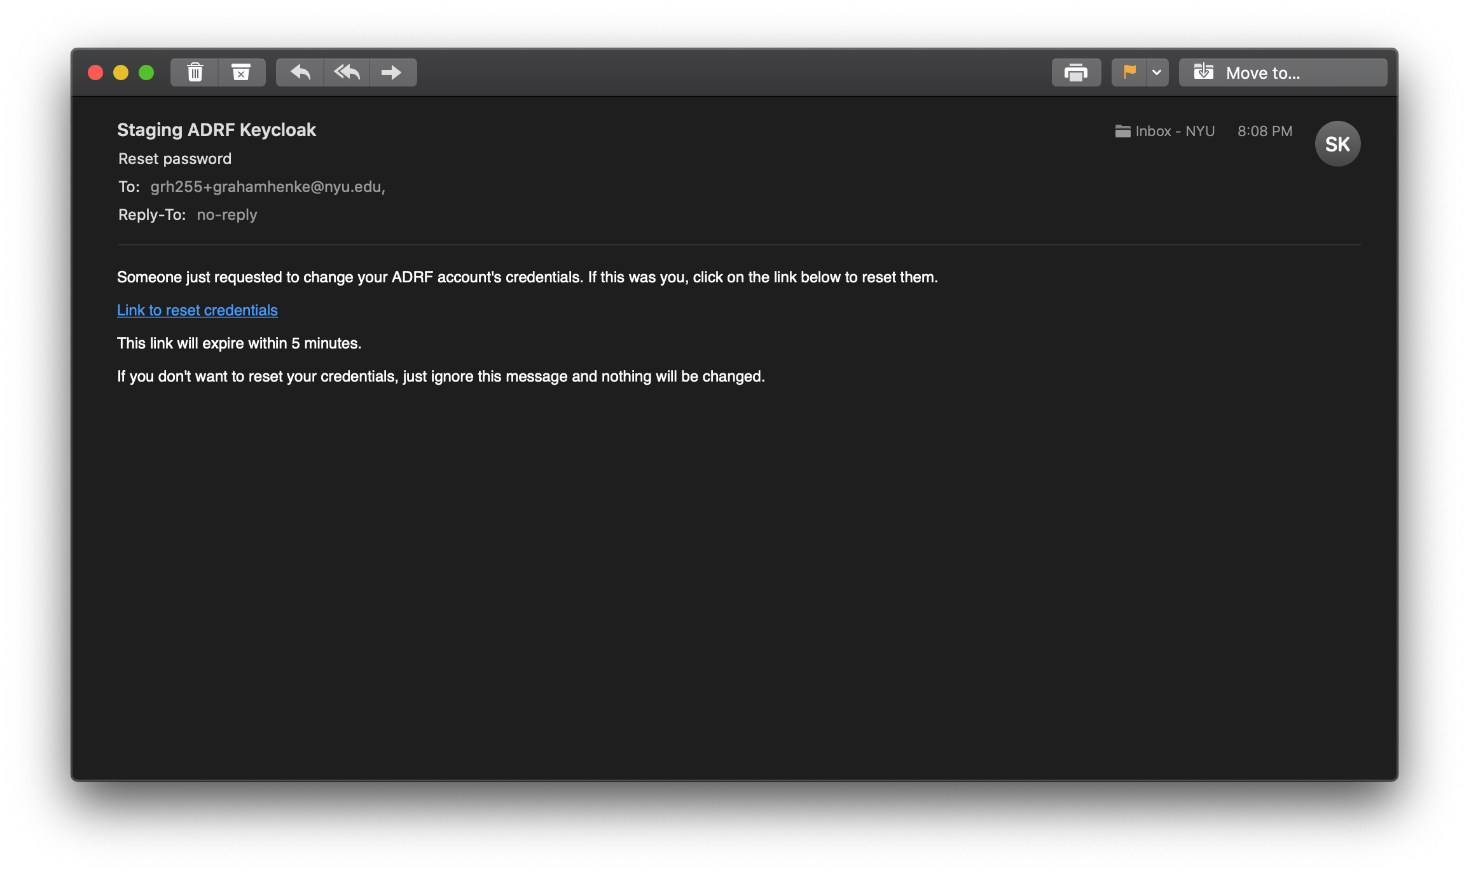 Move to...
Staging ADRF Keycloak
Inbox - NYU
8:08 PM
SK
Reset password
To: grh255+grahamhenke@nyu.edu,
Reply-To: no-reply
Someone just requested to change your ADRF account's credentials. If this was you, click on the link below to reset them.
Link to reset credentials
This link will expire within 5 minutes.
If you don't want to reset your credentials, just ignore this message and nothing will be changed.